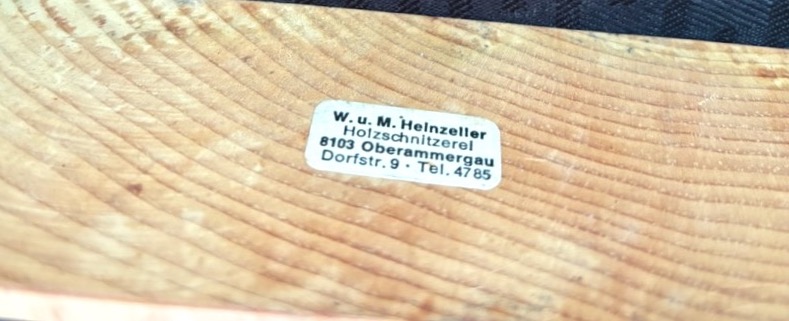 W. u. M. Heinzeller
Holzschnitzerei
8103 Oberammergau
Dorfstr. 9 · Tel. 4785